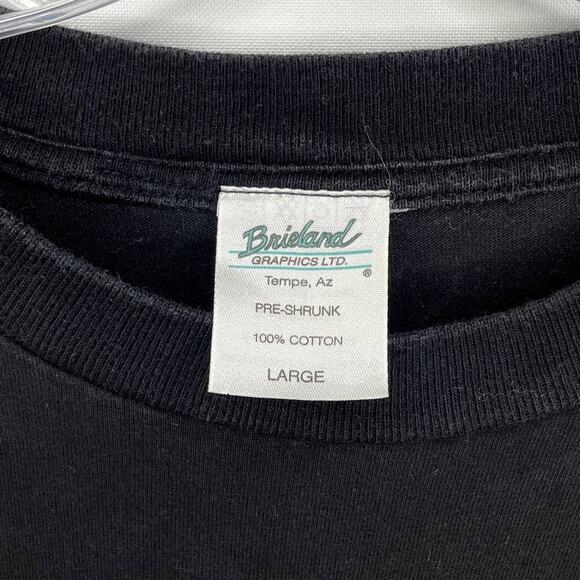 Brieland
GRAPHICS LTD.
®
Tempe, Az
PRE-SHRUNK
100% COTTON
LARGE